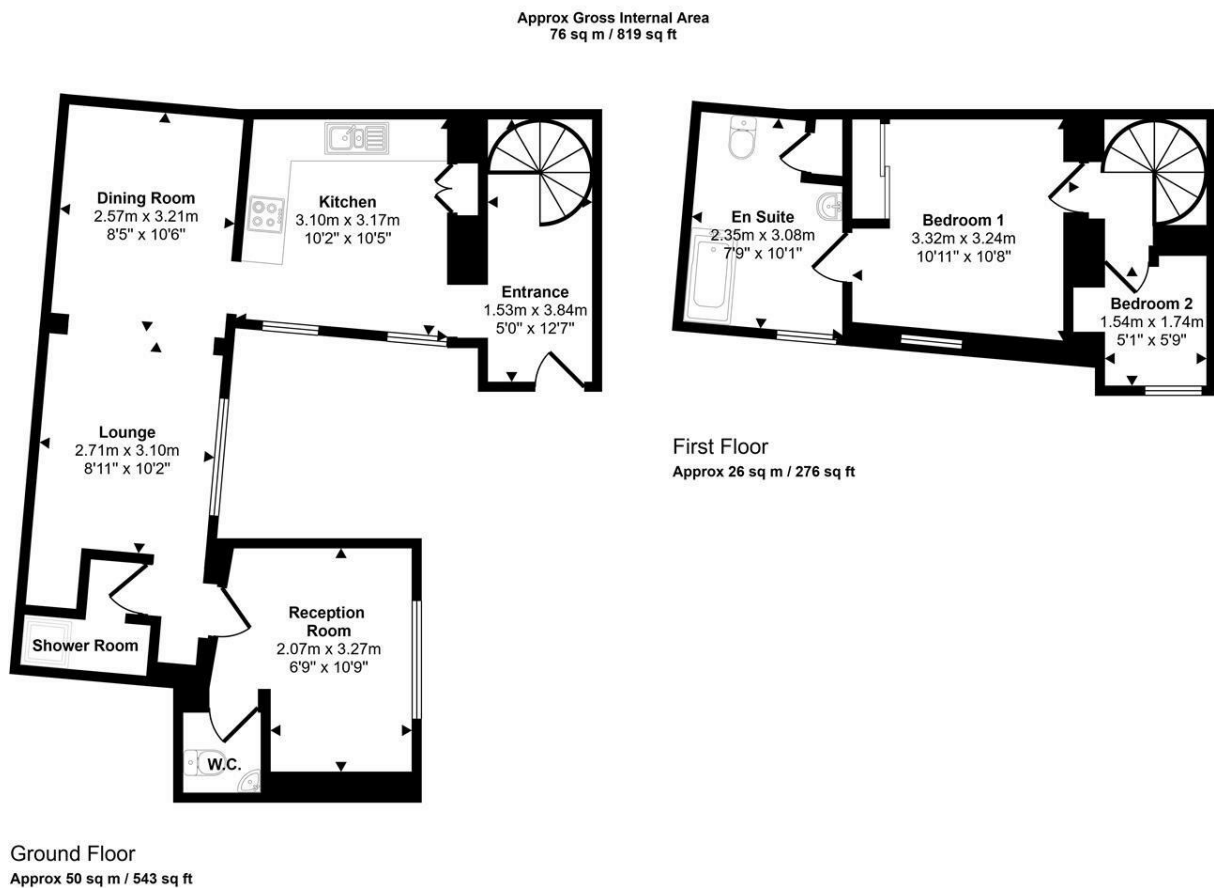 Approx Gross Internal Area
76 sq m / 819 sq ft
Dining Room
2.57m x 3.21m
8'5" x 10'6"
Kitchen
3.10m x 3.17m
10'2" x 10'5"
Entrance
1.53m x 3.84m
5'0" x 12'7"
Lounge
2.71m x 3.10m
8'11" x 10'2"
Shower Room
Reception
Room
2.07m x 3.27m
6'9" x 10'9"
W.C.
Ground Floor
Approx 50 sq m / 543 sq ft
En Suite
2.35m x 3.08m
7'9" x 10'1"
Bedroom 1
3.32m x 3.24m
10'11" x 10'8"
Bedroom 2
1.54m x 1.74m
5'1" x 5'9"
First Floor
Approx 26 sq m / 276 sq ft